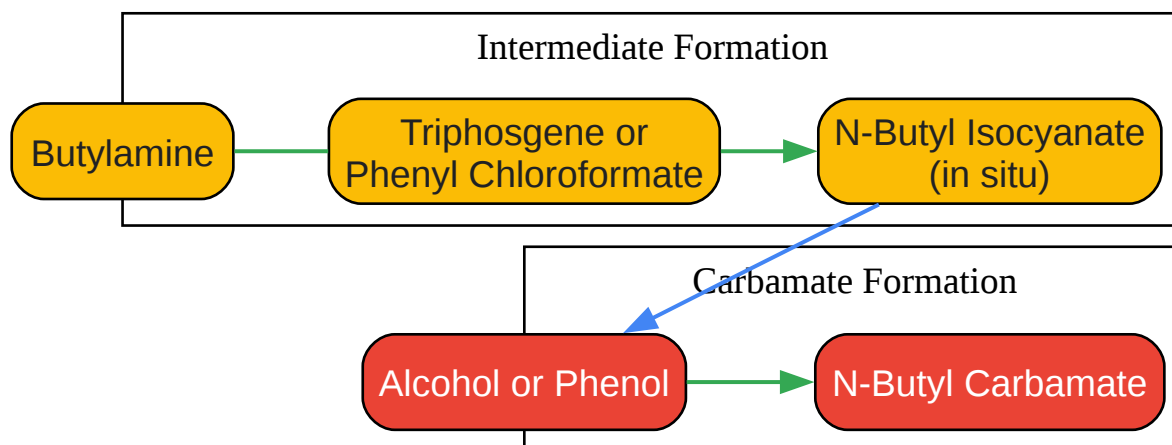 Intermediate Formation
Butylamine
Triphosgene or
Phenyl Chloroformate
N-Butyl Isocyanate
(in situ)
Carbamate Formation
Alcohol or Phenol
N-Butyl Carbamate